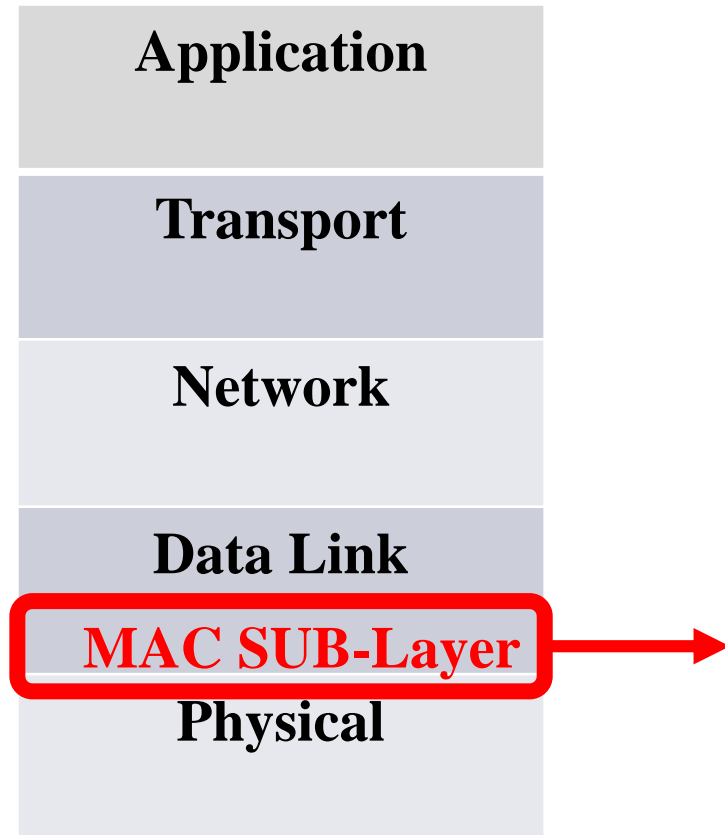 Application
Transport
Network
Data Link
MAC SUB-Layer
Physical